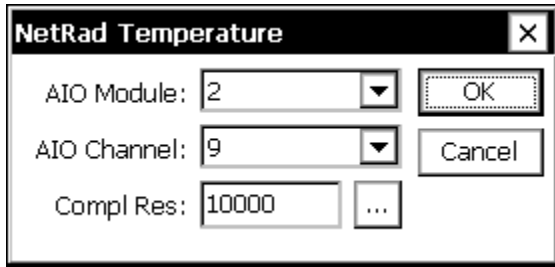 NetRad Temperature
AIO Module: 2 OK
AIO Channel: 9 Cancel
Compl Res: 10000 ...